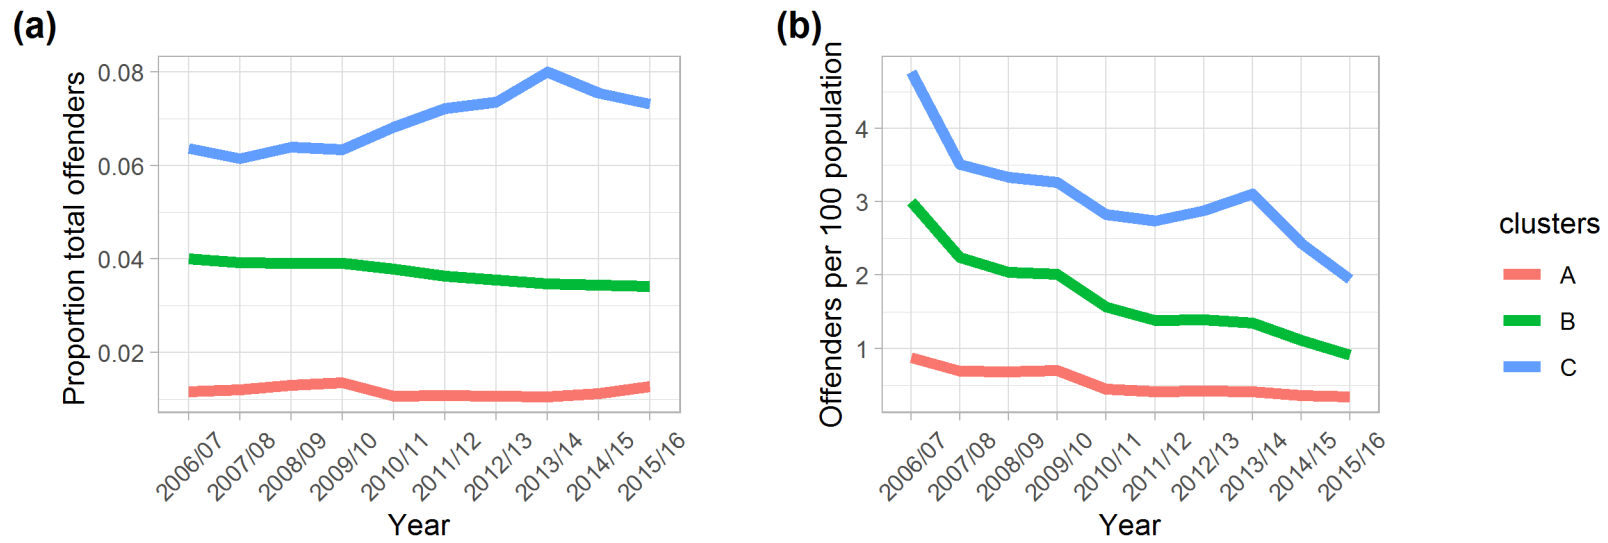 (a)
Proportion total offenders
0.08
0.06
0.04
0.02
2006/07
2007/08
2008/09
2009/10
2010/11
2011/12
2012/13
2013/14
2014/15
2015/16
Year
(b)
Offenders per 100 population
4
3
2
1
2006/07
2007/08
2008/09
2009/10
2010/11
2011/12
2012/13
2013/14
2014/15
2015/16
Year
clusters
A
B
C